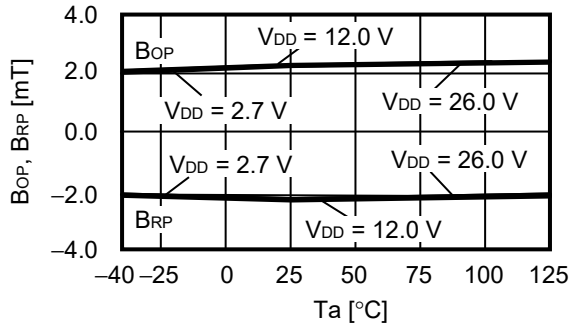 4.0
2.0
0.0
−2.0
−4.0
BOP, BRP [mT]
BOP
VDD = 12.0 V
VDD = 2.7 V
VDD = 26.0 V
VDD = 2.7 V
VDD = 26.0 V
BRP
VDD = 12.0 V
−40 −25 0 25 50 75 100 125
Ta [°C]